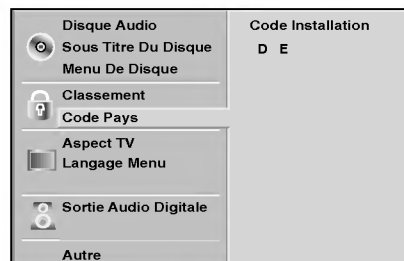 Disque Audio
Sous Titre Du Disque
Menu De Disque
Classement
Code Pays
Aspect TV
Langage Menu
Sortie Audio Digitale
Autre
Code Installation
D E